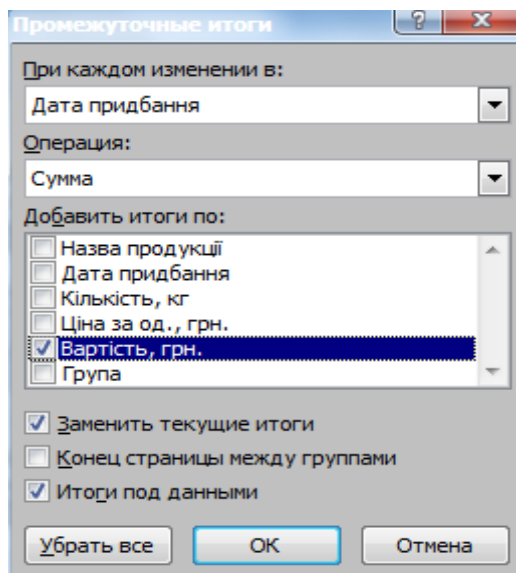 Промежуточные итоги
При каждом изменении в:
Дата придбання
Операция:
Сумма
Добавить итоги по:
Назва продукції
Дата придбання
Кількість, кг
Ціна за од., грн.
Вартість, грн.
Група
Заменить текущие итоги
Конец страницы между группами
Итоги под данными
Убрать все
ОК
Отмена